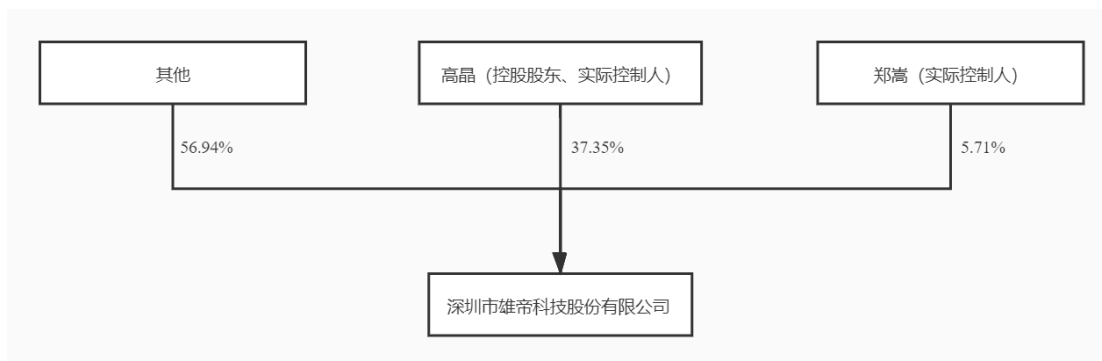 其他
高晶（控股股东、实际控制人）
郑嵩（实际控制人）
56.94%
37.35%
5.71%
深圳市雄帝科技股份有限公司